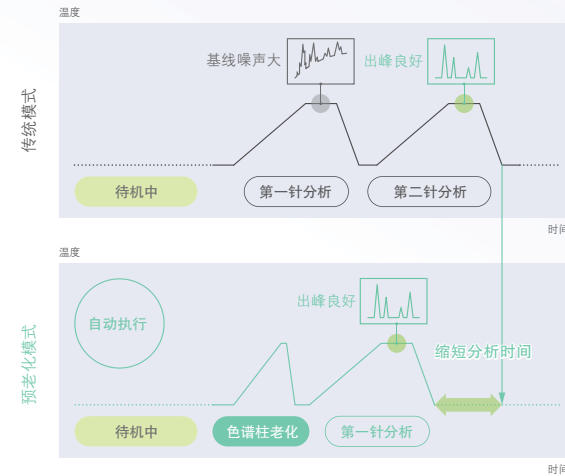 温度
基线噪声大
出峰良好
传统模式
待机中
第一针分析
第二针分析
时间
温度
自动执行
出峰良好
缩短分析时间
预老化模式
待机中
色谱柱老化
第一针分析
时间